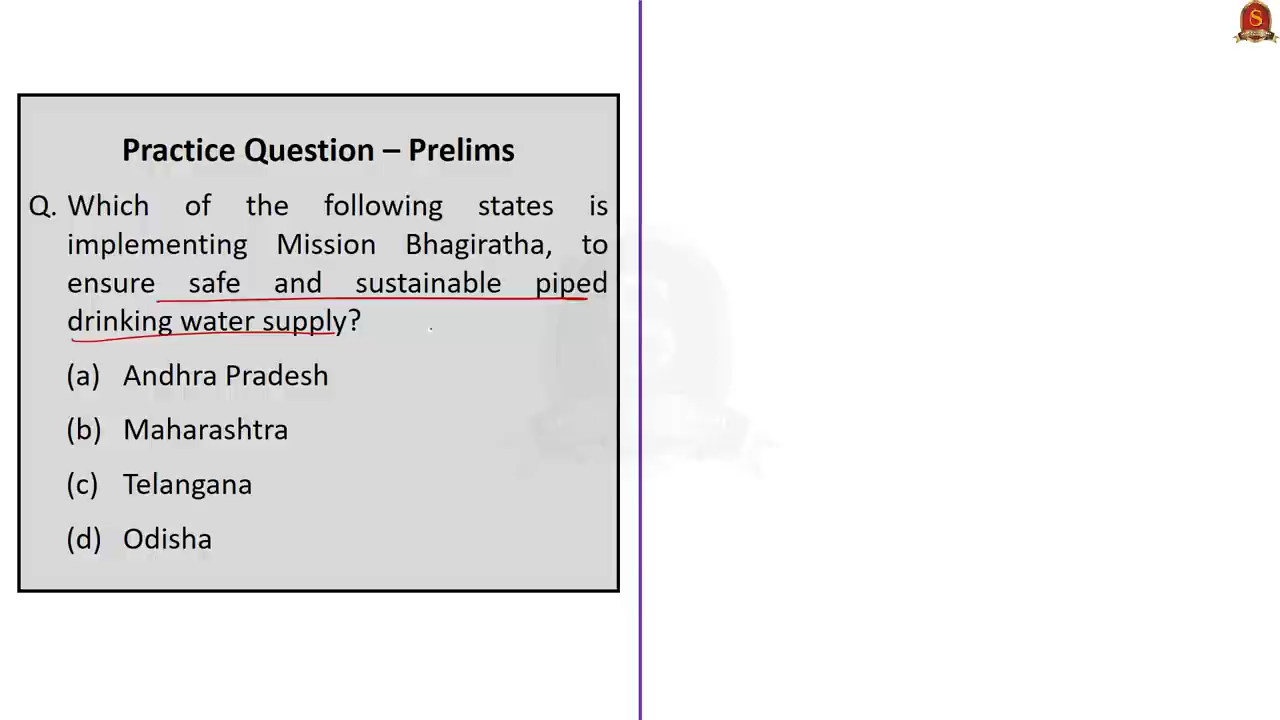 S
Practice Question – Prelims
Q. Which of the following states is
implementing Mission Bhagiratha, to
ensure safe and sustainable piped
drinking water supply?
(a) Andhra Pradesh
(b) Maharashtra
(c) Telangana
(d) Odisha